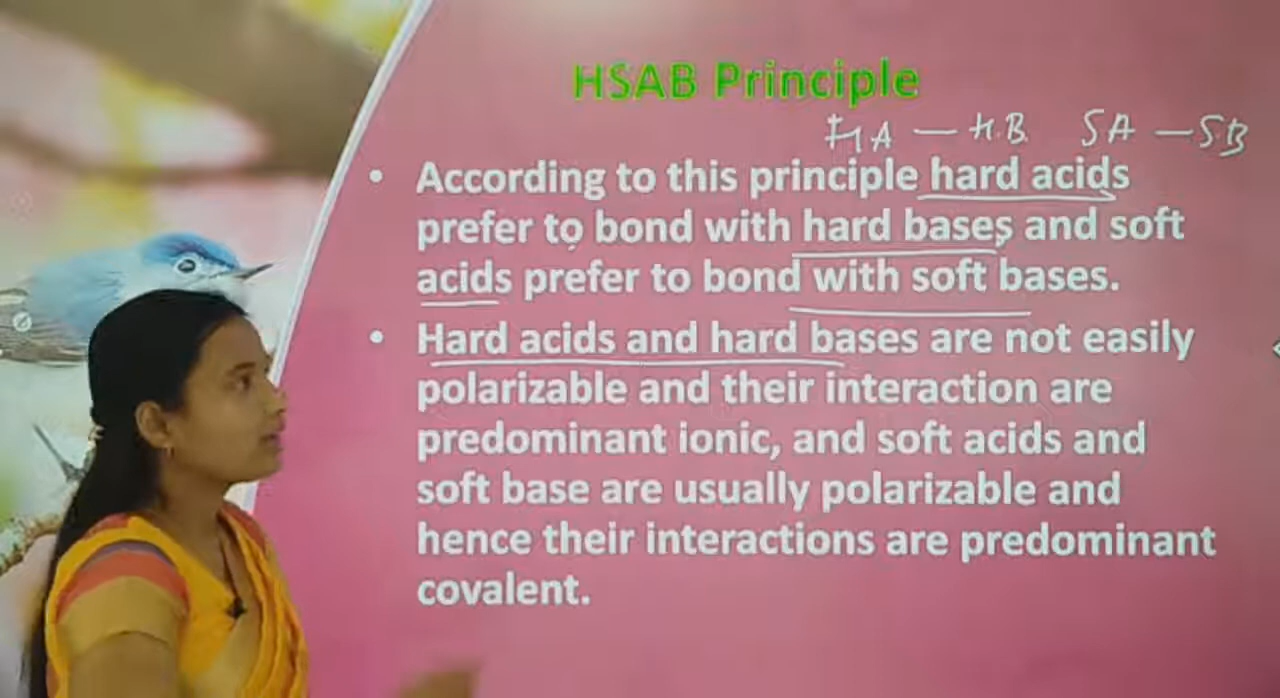 HSAB Principle
HA — H.B. SA — SB
• According to this principle hard acids
prefer to bond with hard bases and soft
acids prefer to bond with soft bases.
• Hard acids and hard bases are not easily
polarizable and their interaction are
predominant ionic, and soft acids and
soft base are usually polarizable and
hence their interactions are predominant
covalent.